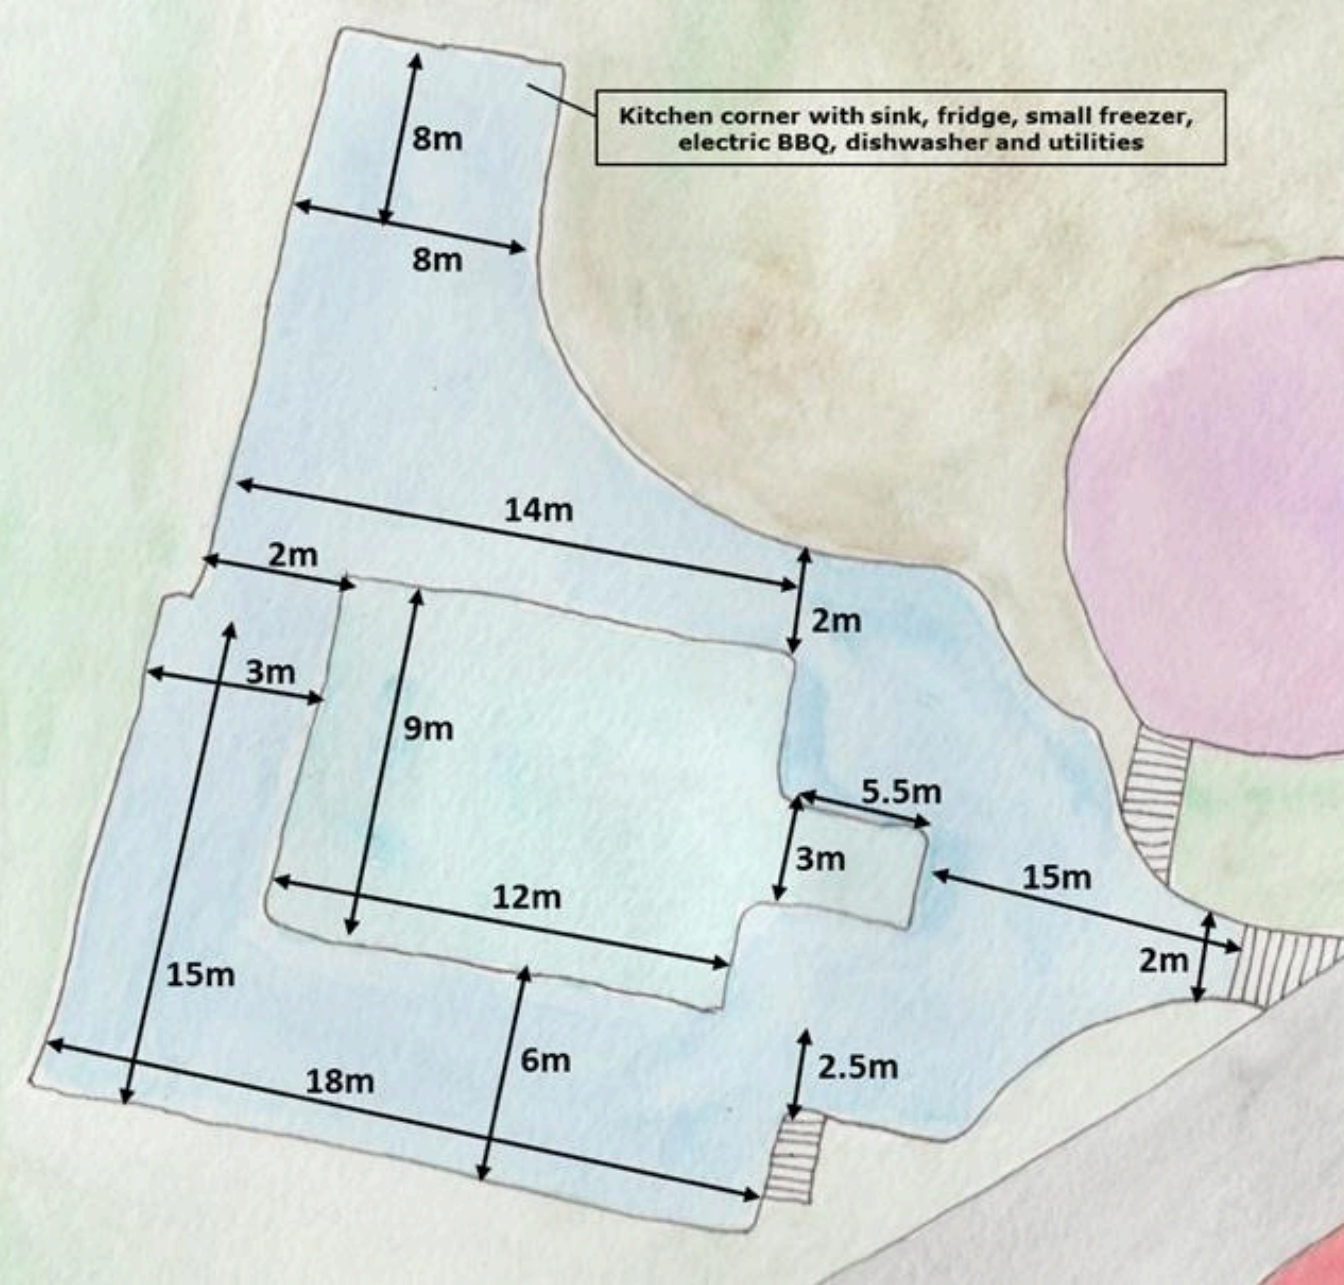 Kitchen corner with sink, fridge, small freezer,
electric BBQ, dishwasher and utilities
8m
8m
14m
2m
2m
3m
9m
5.5m
3m
15m
12m
2m
15m
6m
2.5m
18m